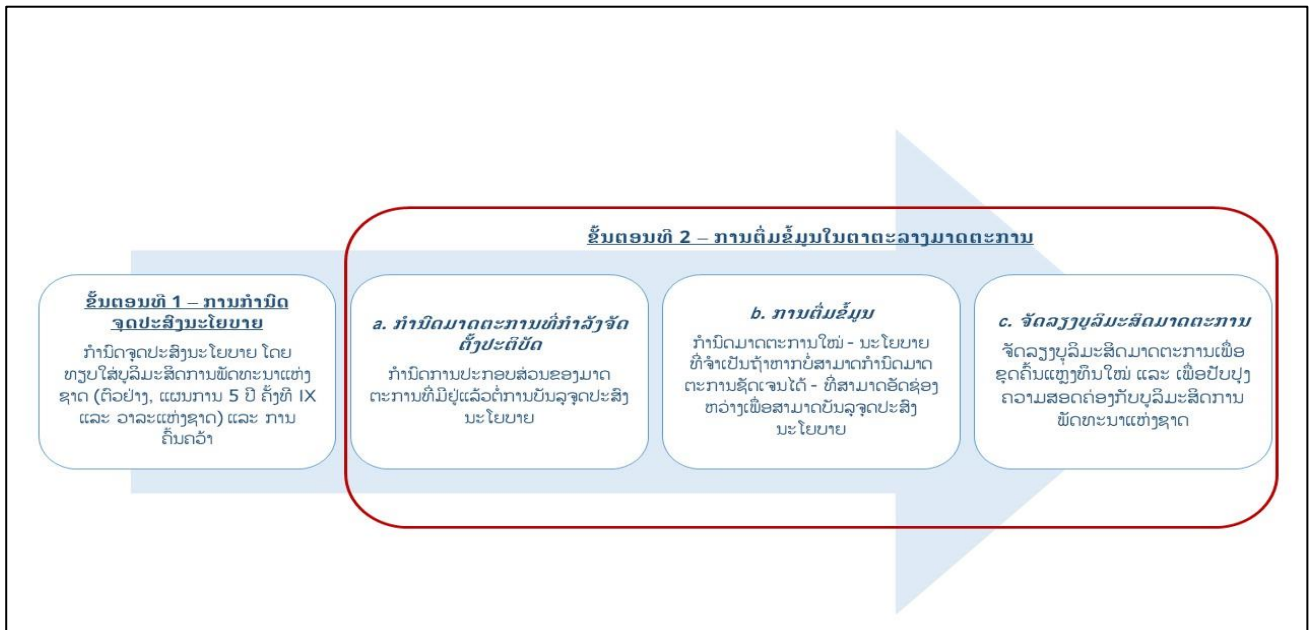 ຂັ້ນຕອນທີ 2 – ການຕື່ມຂໍ້ມູນໃນຕາຕະລາງມາດຕະການ
ຂັ້ນຕອນທີ 1 – ການກຳນົດ
ຈຸດປະສົງນະໂຍບາຍ
ກຳນົດຈຸດປະສົງນະໂຍບາຍ ໂດຍ
ທຽບໃສ່ບຸລິມະສິດການພັດທະນາແຫ່ງ
ຊາດ (ຕົວຢ່າງ, ແຜນການ 5 ປີ ຄັ້ງທີ IX
ແລະ ວາລະແຫ່ງຊາດ) ແລະ ການ
ຄົ້ນຄວ້າ
a. ກຳນົດມາດຕະການທີ່ກຳລັງຈັດ
ຕັ້ງປະຕິບັດ
ກຳນົດການປະກອບສ່ວນຂອງມາດ
ຕະການທີ່ມີຢູ່ແລ້ວຕໍ່ການບັນລຸຈຸດປະສົງ
ນະໂຍບາຍ
b. ການຕື່ມຂໍ້ມູນ
ກຳນົດມາດຕະການໃໝ່ - ນະໂຍບາຍ
ທີ່ຈຳເປັນຖ້າຫາກບໍ່ສາມາດກຳນົດມາດ
ຕະການຊັດເຈນໄດ້ - ທີ່ສາມາດອັດຊ່ອງ
ຫວ່າງເພື່ອສາມາດບັນລຸຈຸດປະສົງ
ນະໂຍບາຍ
c. ຈັດລຽງບຸລິມະສິດມາດຕະການ
ຈັດລຽງບຸລິມະສິດມາດຕະການເພື່ອ
ຂຸດຄົ້ນແຫຼ່ງທຶນໃໝ່ ແລະ ເພື່ອປັບປຸງ
ຄວາມສອດຄ່ອງກັບບຸລິມະສິດການ
ພັດທະນາແຫ່ງຊາດ